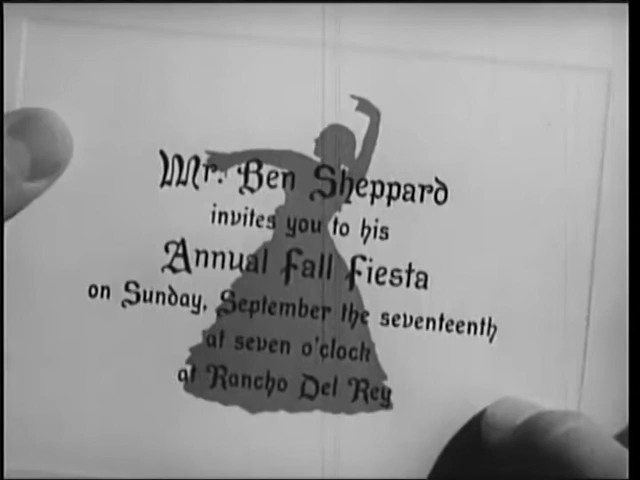 Mr. Ben Sheppard
invites you to his
Annual Fall Fiesta
on Sunday, September the seventeenth
at seven o'clock
at Rancho Del Rey